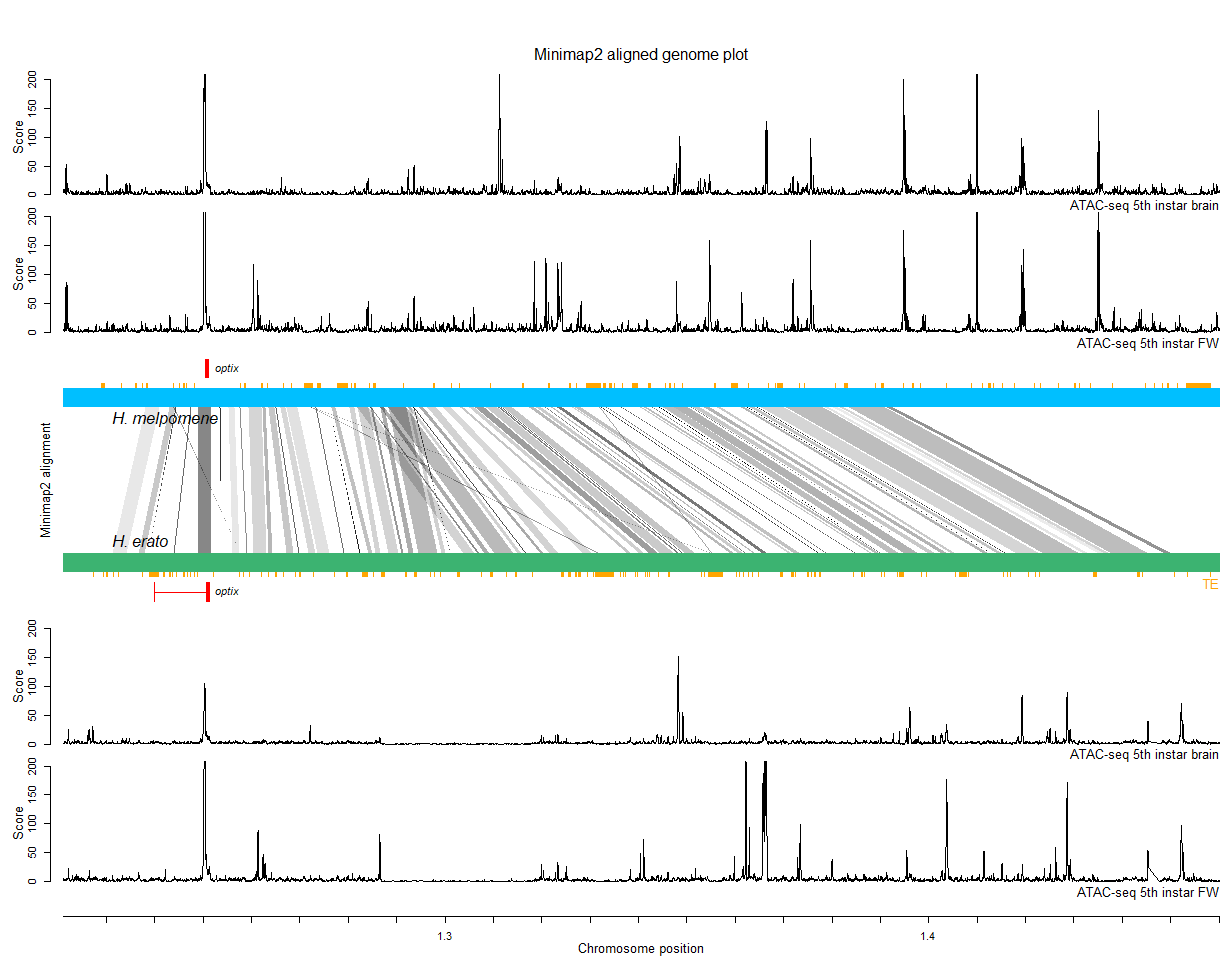 Minimap2 aligned genome plot
200
150
100
50
0
Score
ATAC-seq 5th instar brain
200
150
100
50
0
Score
ATAC-seq 5th instar FW
optix
H. melpomene
Minimap2 alignment
H. erato
optix
TE
200
150
100
50
0
Score
ATAC-seq 5th instar brain
200
150
100
50
0
Score
ATAC-seq 5th instar FW
1.3
1.4
Chromosome position